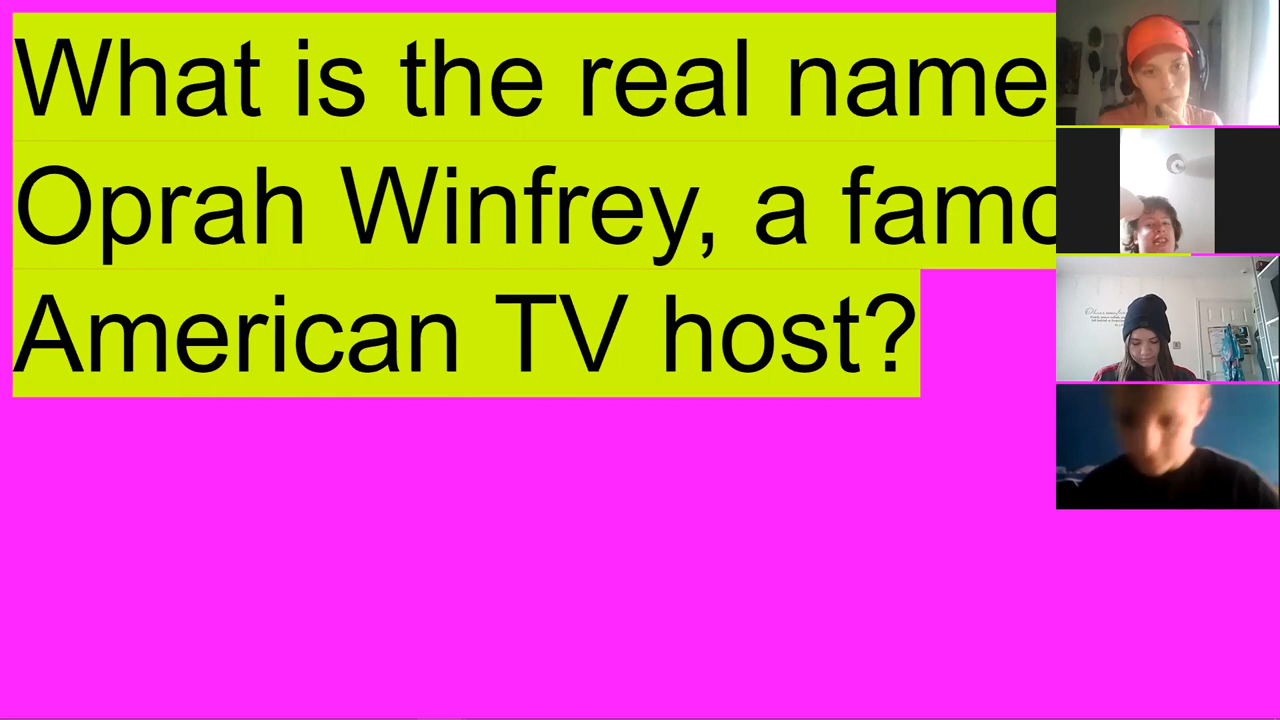 What is the real name
Oprah Winfrey, a famo
American TV host?